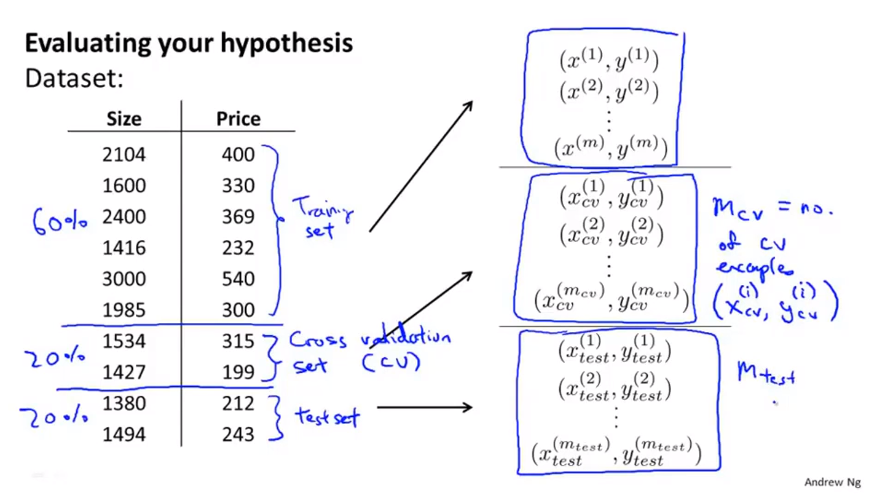 Evaluating your hypothesis
Dataset:
Size Price
2104 400
1600 330
2400 369
1416 232
3000 540
1985 300
1534 315
1427 199
1380 212
1494 243
60%
20%
20%
Training
set
Cross validation
set (CV)
test set
(x^(1), y^(1))
(x^(2), y^(2))
⋮
(x^(m), y^(m))
(x_cv^(1), y_cv^(1))
(x_cv^(2), y_cv^(2))
⋮
(x_cv^(m_cv), y_cv^(m_cv))
(x_test^(1), y_test^(1))
(x_test^(2), y_test^(2))
⋮
(x_test^(m_test), y_test^(m_test))
m_cv = no.
of cv
examples
(x_cv^(i), y_cv^(i))
m_test
Andrew Ng